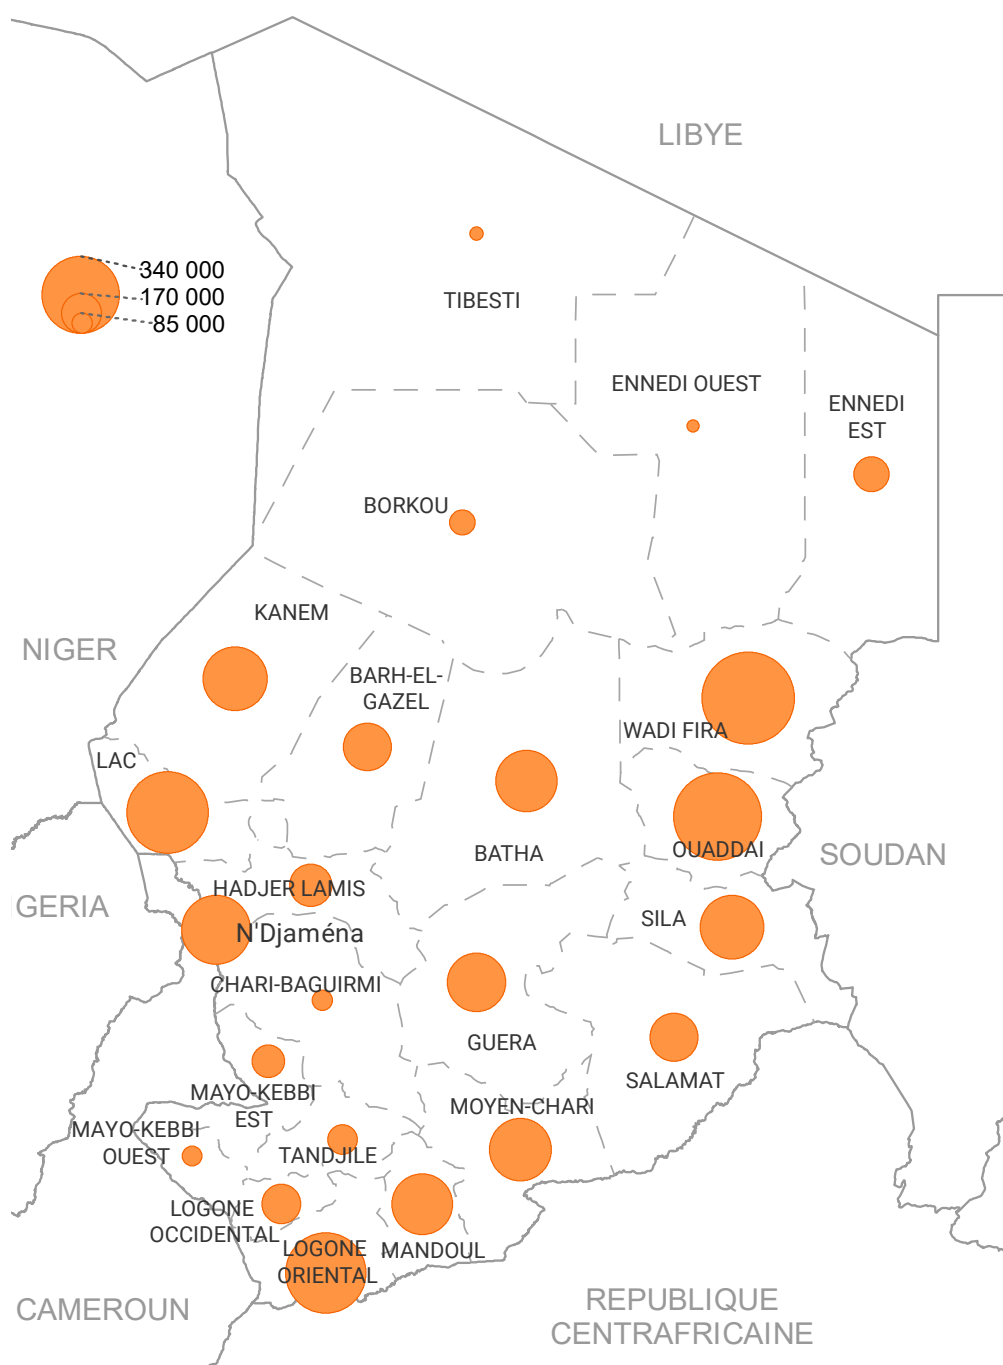 LIBYE
340 000
170 000
85 000
TIBESTI
ENNEDI OUEST
ENNEDI
EST
BORKOU
KANEM
NIGER
BARH-EL-
GAZEL
WADI FIRA
LAC
BATHA
OUADDAI
SOUDAN
HADJER LAMIS
GERIA
SILA
N'Djaména
CHARI-BAGUIRMI
GUERA
SALAMAT
MAYO-KEBBI
EST
MOYEN-CHARI
MAYO-KEBBI
OUEST
TANDJILE
LOGONE
OCCIDENTAL
LOGONE
ORIENTAL
MANDOUL
CAMEROUN
REPUBLIQUE
CENTRAFRICAINE